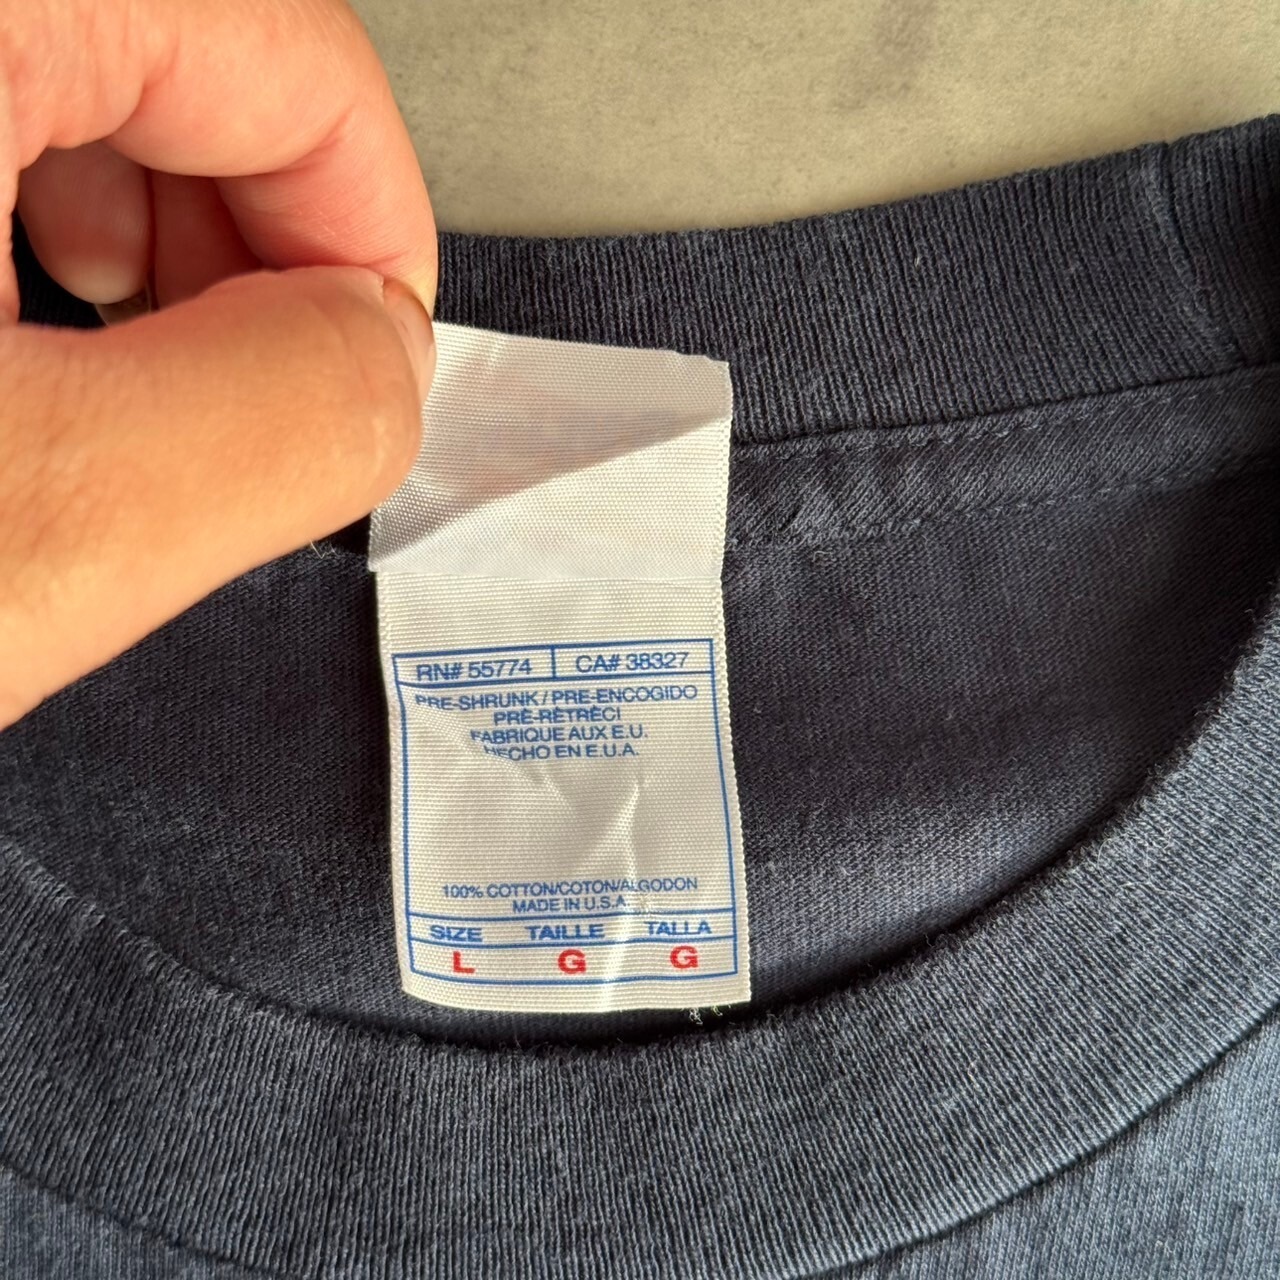 RN# 55774 CA# 38327
PRE-SHRUNK / PRE-ENCOGIDO
PRÉ-RÉTRÉCI
FABRIQUE AUX E.U.
HECHO EN E.U.A.
100% COTTON/COTON/ALGODON
MADE IN U.S.A.
SIZE TAILLE TALLA
L G G